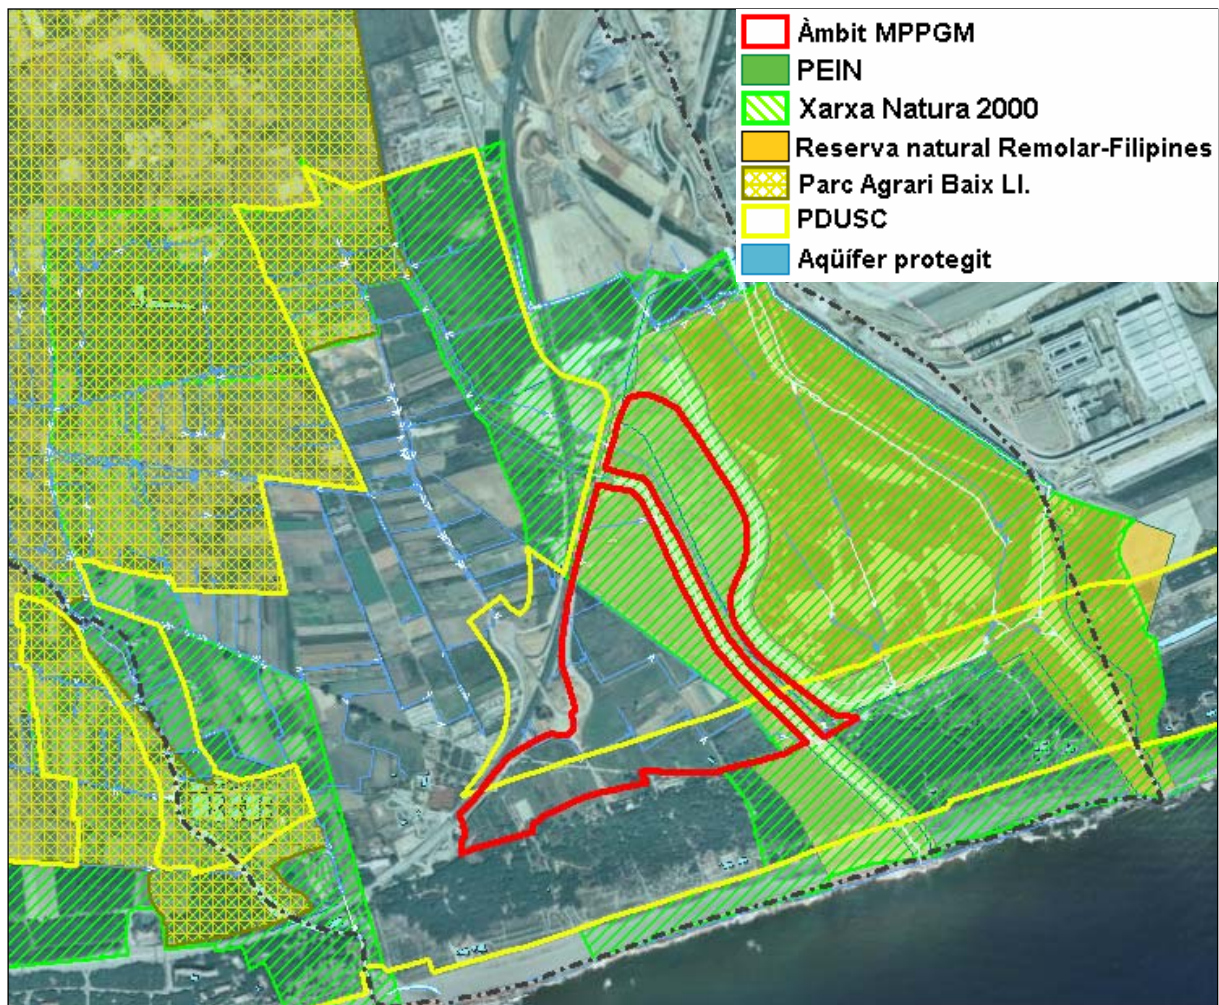 Àmbit MPPGM
PEIN
Xarxa Natura 2000
Reserva natural Remolar-Filipines
Parc Agrari Baix Ll.
PDUSC
Aqüífer protegit